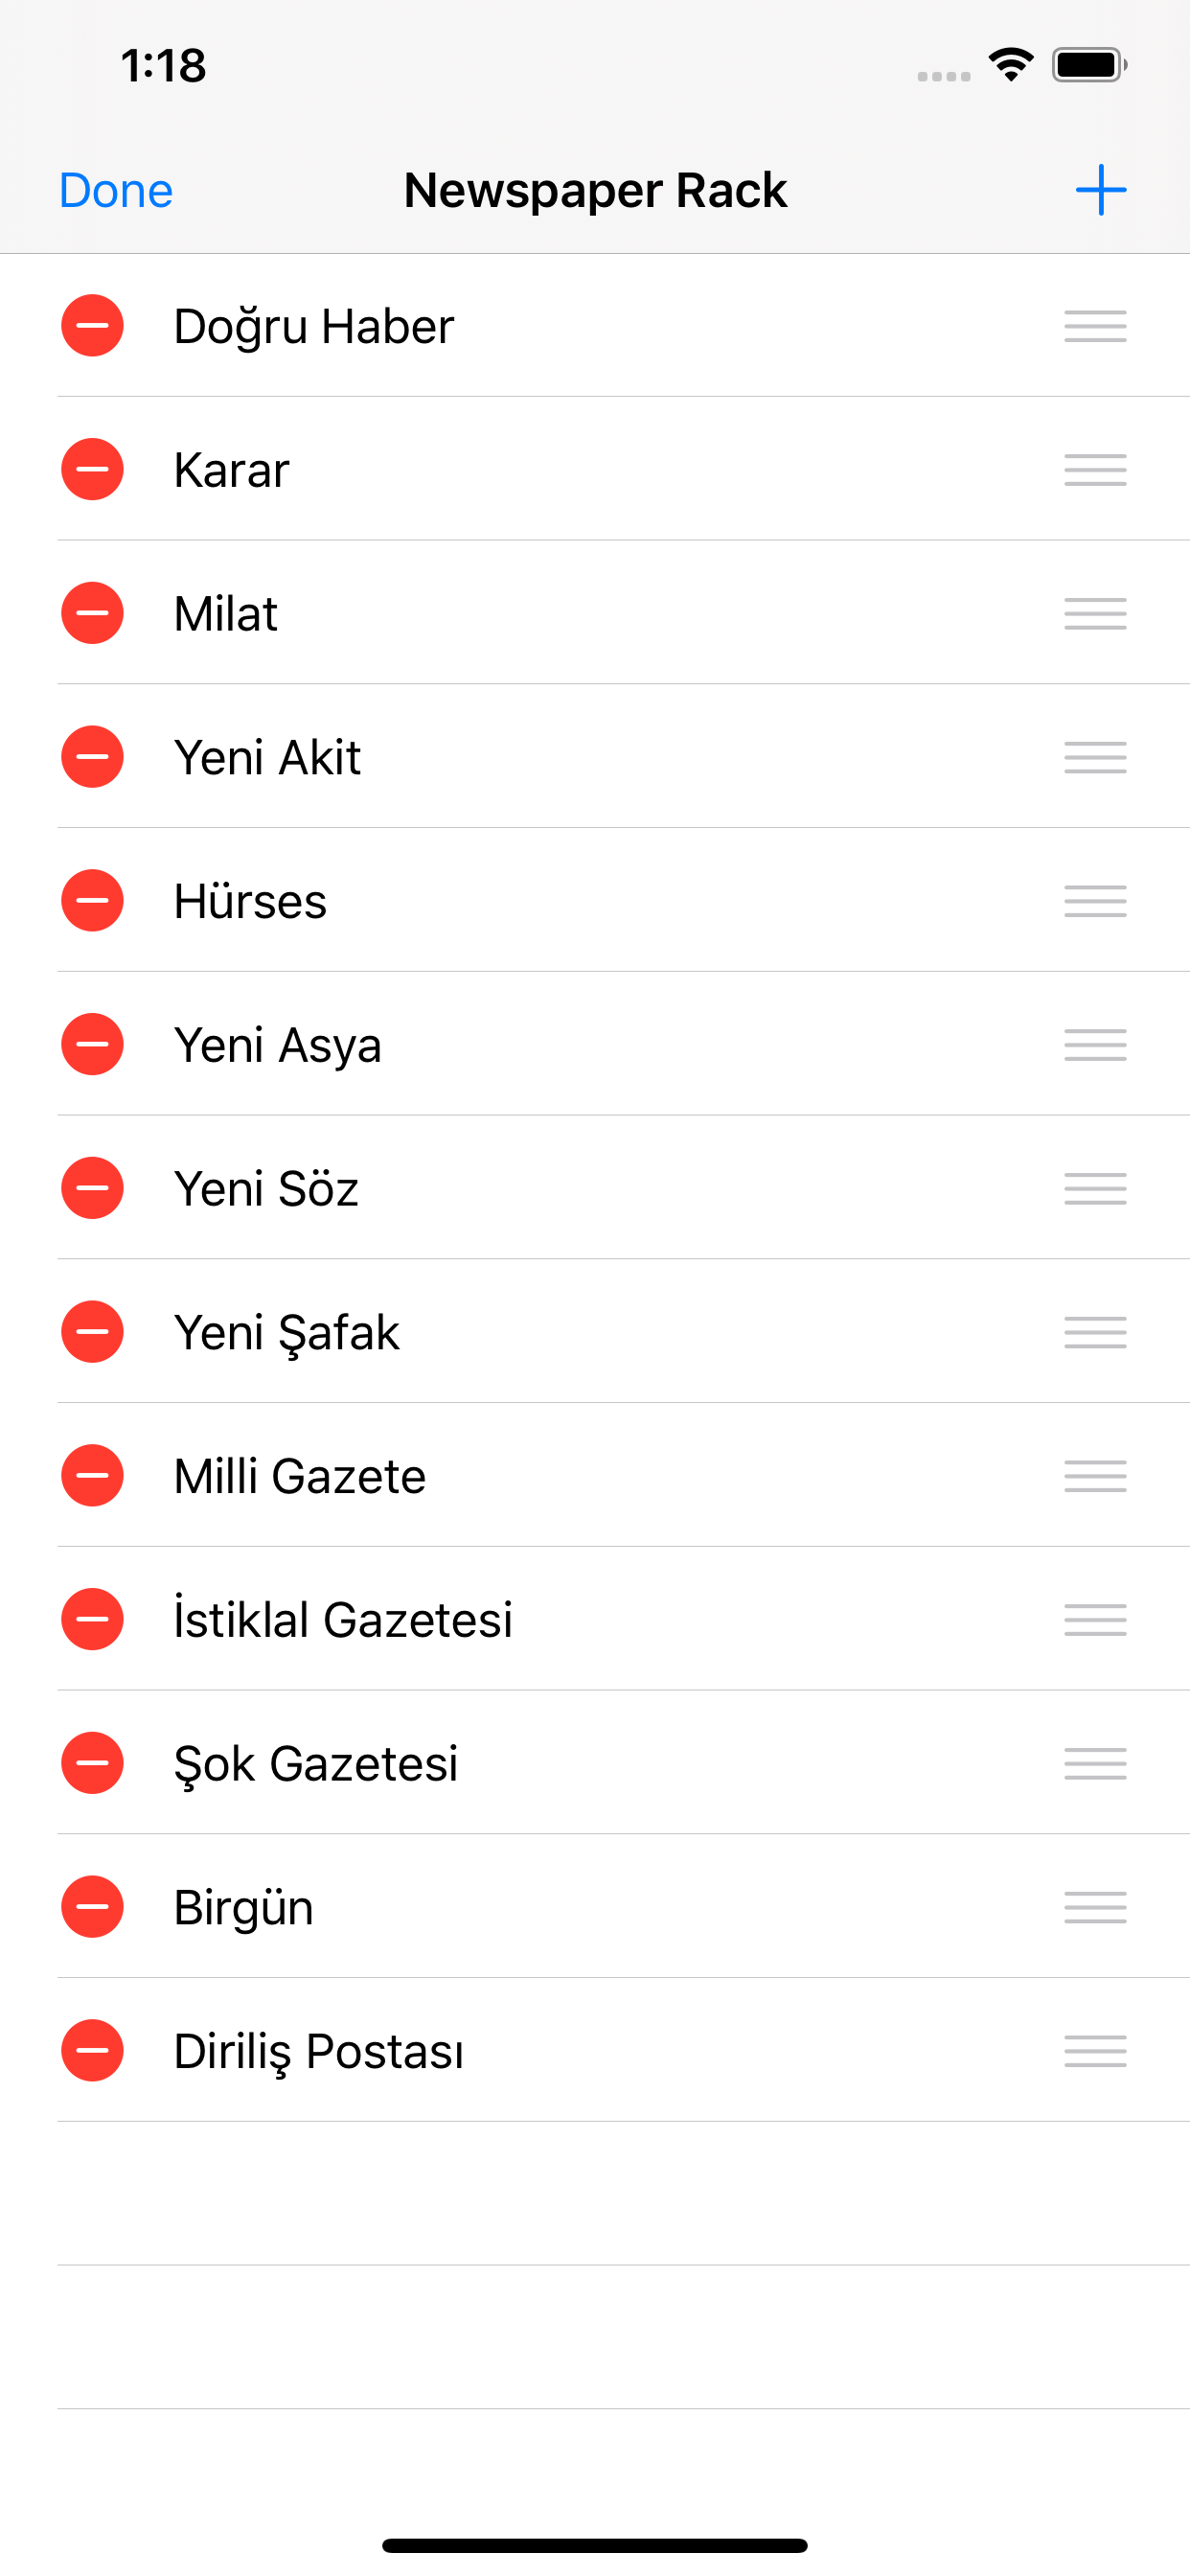 1:18
Done Newspaper Rack
Doğru Haber
Karar
Milat
Yeni Akit
Hürses
Yeni Asya
Yeni Söz
Yeni Şafak
Milli Gazete
İstiklal Gazetesi
Şok Gazetesi
Birgün
Diriliş Postası